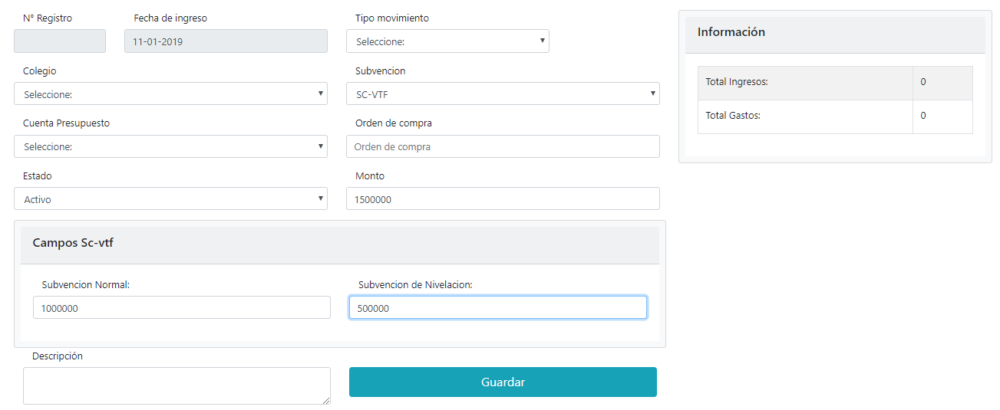 N° Registro
Fecha de ingreso
Tipo movimiento
11-01-2019
Seleccione:
Colegio
Subvencion
Seleccione:
SC-VTF
Cuenta Presupuesto
Orden de compra
Seleccione:
Orden de compra
Estado
Monto
Activo
1500000
Campos Sc-vtf
Subvencion Normal:
Subvencion de Nivelacion:
1000000
500000
Descripción
Guardar
Información
Total Ingresos:
0
Total Gastos:
0